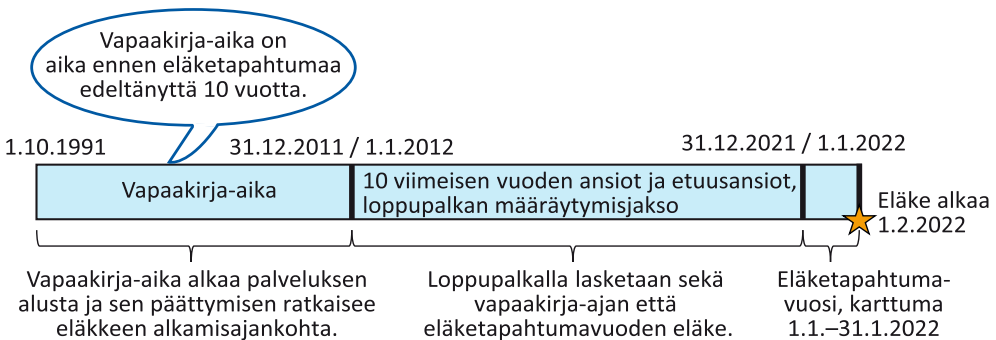 Vapaakirja-aika on
aika ennen eläketapahtumaa
edeltänyttä 10 vuotta.
1.10.1991
31.12.2011 / 1.1.2012
31.12.2021 / 1.1.2022
Vapaakirja-aika
10 viimeisen vuoden ansiot ja etuusansiot,
loppupalkan määräytymisjakso
Eläke alkaa
1.2.2022
Vapaakirja-aika alkaa palveluksen
alusta ja sen päättymisen ratkaisee
eläkkeen alkamisajankohta.
Loppupalkalla lasketaan sekä
vapaakirja-ajan että
eläketapahtumavuoden eläke.
Eläketapahtuma-
vuosi, karttuma
1.1.–31.1.2022